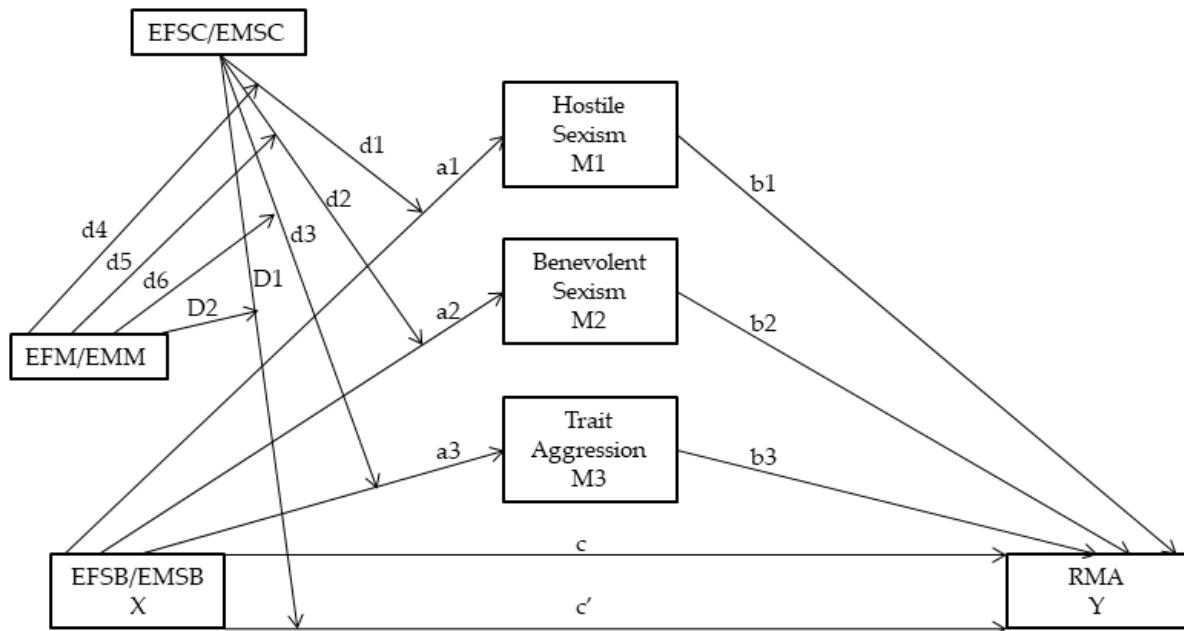 EFSC/EMSC
Hostile
Sexism
M1
d1
a1
b1
d2
d4
d3
d5
d6
D1
D2
Benevolent
Sexism
M2
a2
b2
EFM/EMM
Trait
Aggression
M3
a3
b3
c
EFSB/EMSB
X
RMA
Y
c’